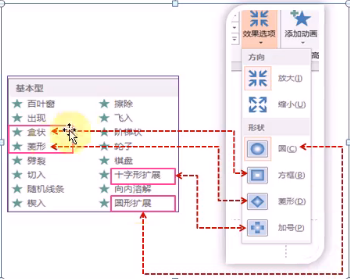 效果选项
添加动画
方向
放大(I)
缩小(U)
形状
圆(C)
方框(B)
菱形(D)
加号(P)
基本型
百叶窗 擦除
出现 飞入
盒状 阶梯状
菱形 轮子
劈裂 棋盘
切入 十字形扩展
随机线条 向内溶解
楔入 圆形扩展